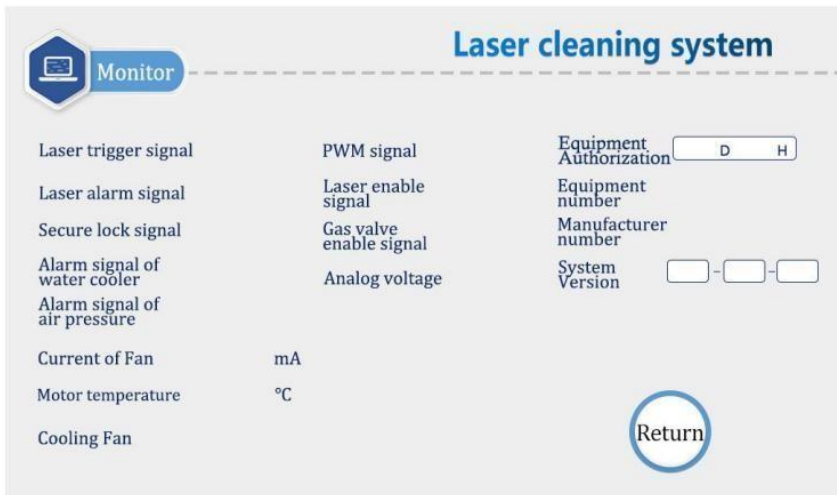 Laser cleaning system
Monitor
Laser trigger signal
PWM signal
Equipment
Authorization
D H
Laser alarm signal
Laser enable
signal
Equipment
number
Secure lock signal
Gas valve
enable signal
Manufacturer
number
Alarm signal of
water cooler
Analog voltage
System
Version
- -
Alarm signal of
air pressure
Current of Fan mA
Motor temperature °C
Cooling Fan
Return